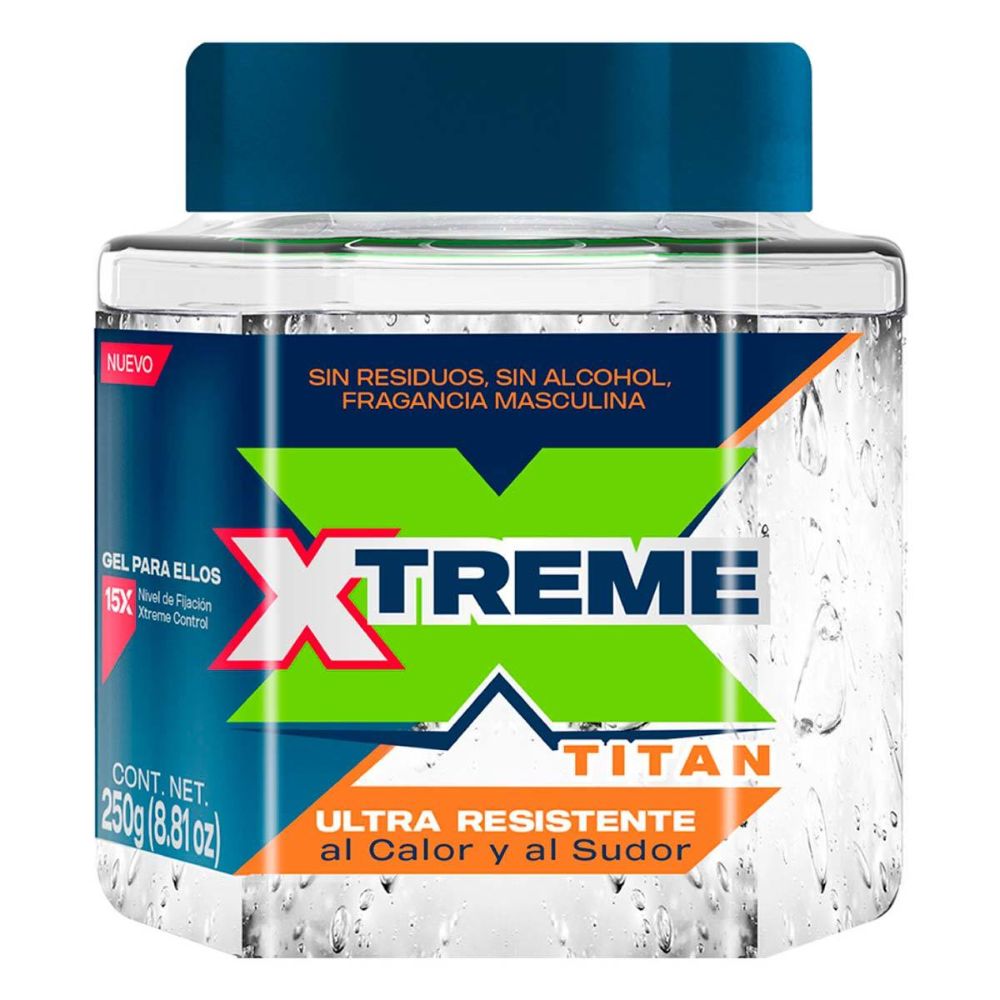 NUEVO
SIN RESIDUOS, SIN ALCOHOL,
FRAGANCIA MASCULINA
XTREME
GEL PARA ELLOS
15X
Nivel de Fijación
Xtreme Control
TITAN
CONT. NET.
250g (8.81 oz)
ULTRA RESISTENTE
al Calor y al Sudor